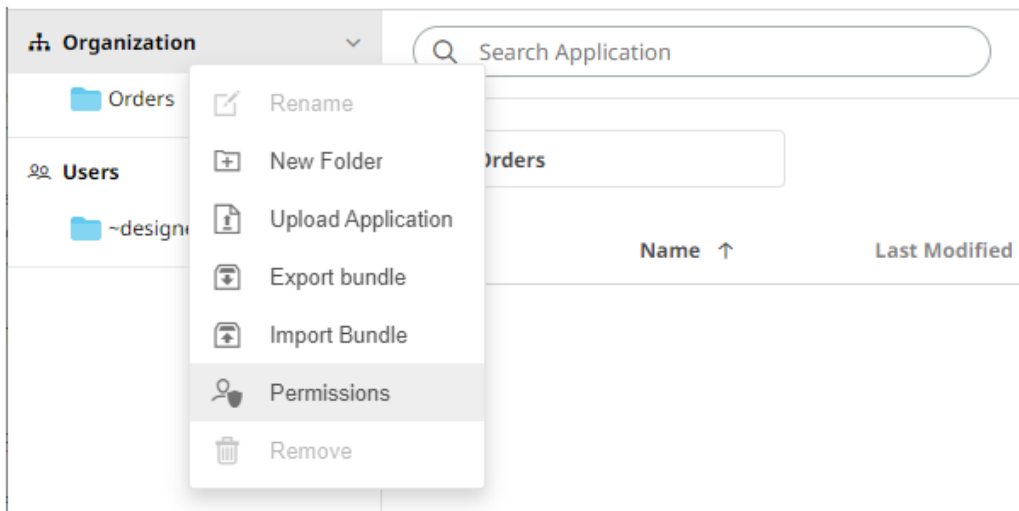 Organization
Search Application
Orders
Rename
New Folder
Orders
Users
Upload Application
~designe
Export bundle
Name ↑
Last Modified
Import Bundle
Permissions
Remove